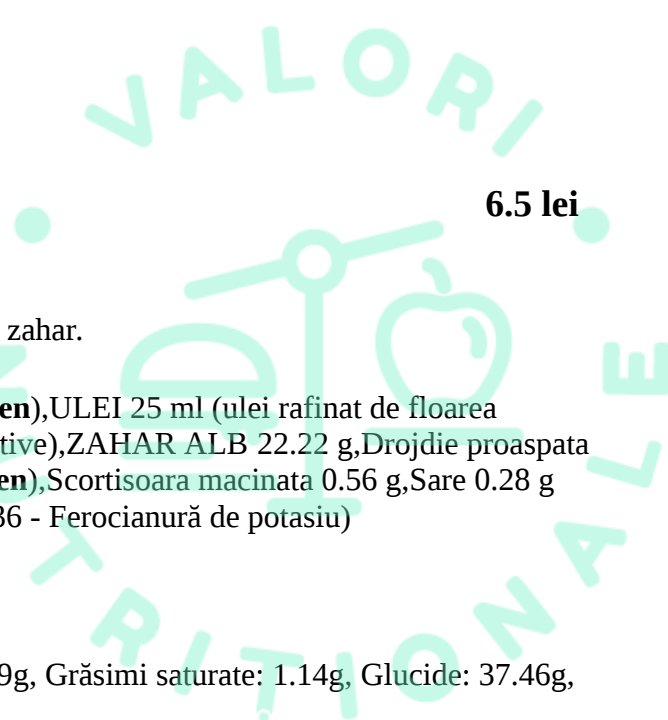 VALORI
6.5 lei
zahar.
en),ULEI 25 ml (ulei rafinat de floarea
tive),ZAHAR ALB 22.22 g,Drojdie proaspata
en),Scortisoara macinata 0.56 g,Sare 0.28 g
36 - Ferocianură de potasiu)
9g, Grăsimi saturate: 1.14g, Glucide: 37.46g,
TRITIONALE